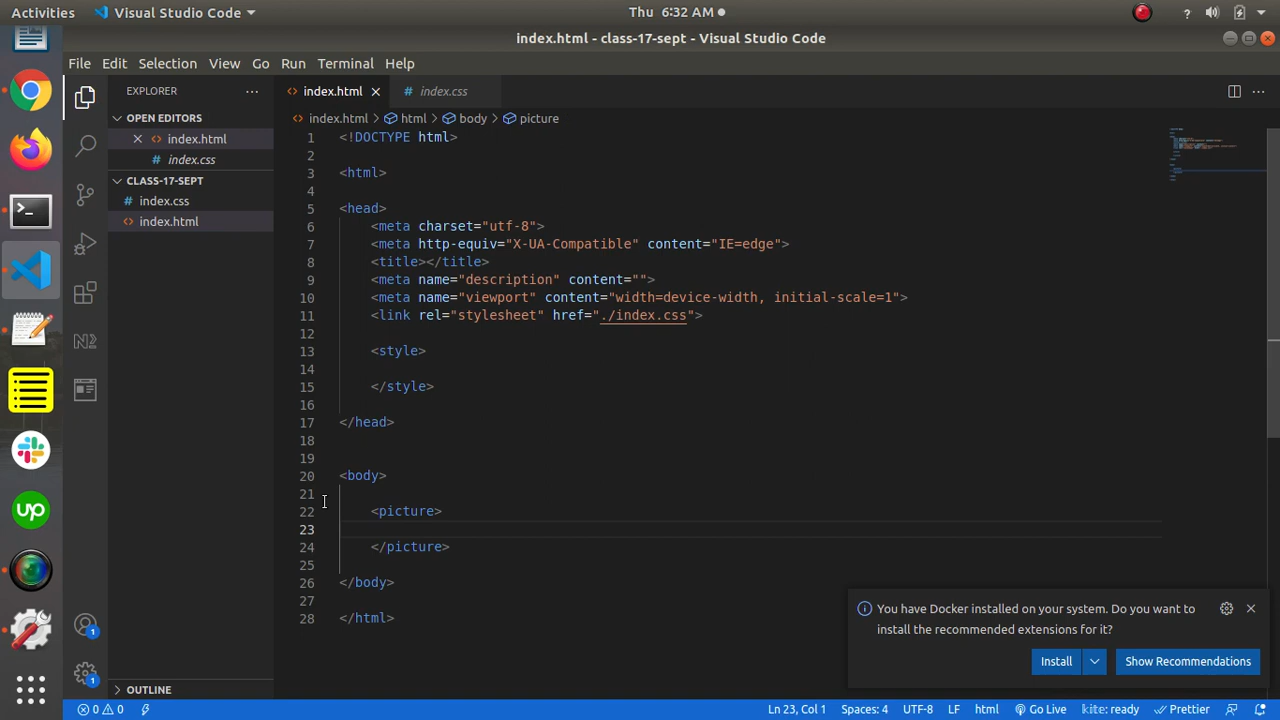 Activities
Visual Studio Code
Thu 6:32 AM
?
index.html - class-17-sept - Visual Studio Code
File Edit Selection View Go Run Terminal Help
EXPLORER
OPEN EDITORS
index.html
# index.css
CLASS-17-SEPT
# index.css
index.html
OUTLINE
index.html
# index.css
index.html > html > body > picture
1 <!DOCTYPE html>
2
3 <html>
4
5 <head>
6 <meta charset="utf-8">
7 <meta http-equiv="X-UA-Compatible" content="IE=edge">
8 <title></title>
9 <meta name="description" content="">
10 <meta name="viewport" content="width=device-width, initial-scale=1">
11 <link rel="stylesheet" href="./index.css">
12
13 <style>
14
15 </style>
16
17 </head>
18
19
20 <body>
21
22 <picture>
23
24 </picture>
25
26 </body>
27
28 </html>
You have Docker installed on your system. Do you want to
install the recommended extensions for it?
Install
Show Recommendations
up
1
1
0 0
Ln 23, Col 1 Spaces: 4 UTF-8 LF html Go Live kite: ready Prettier